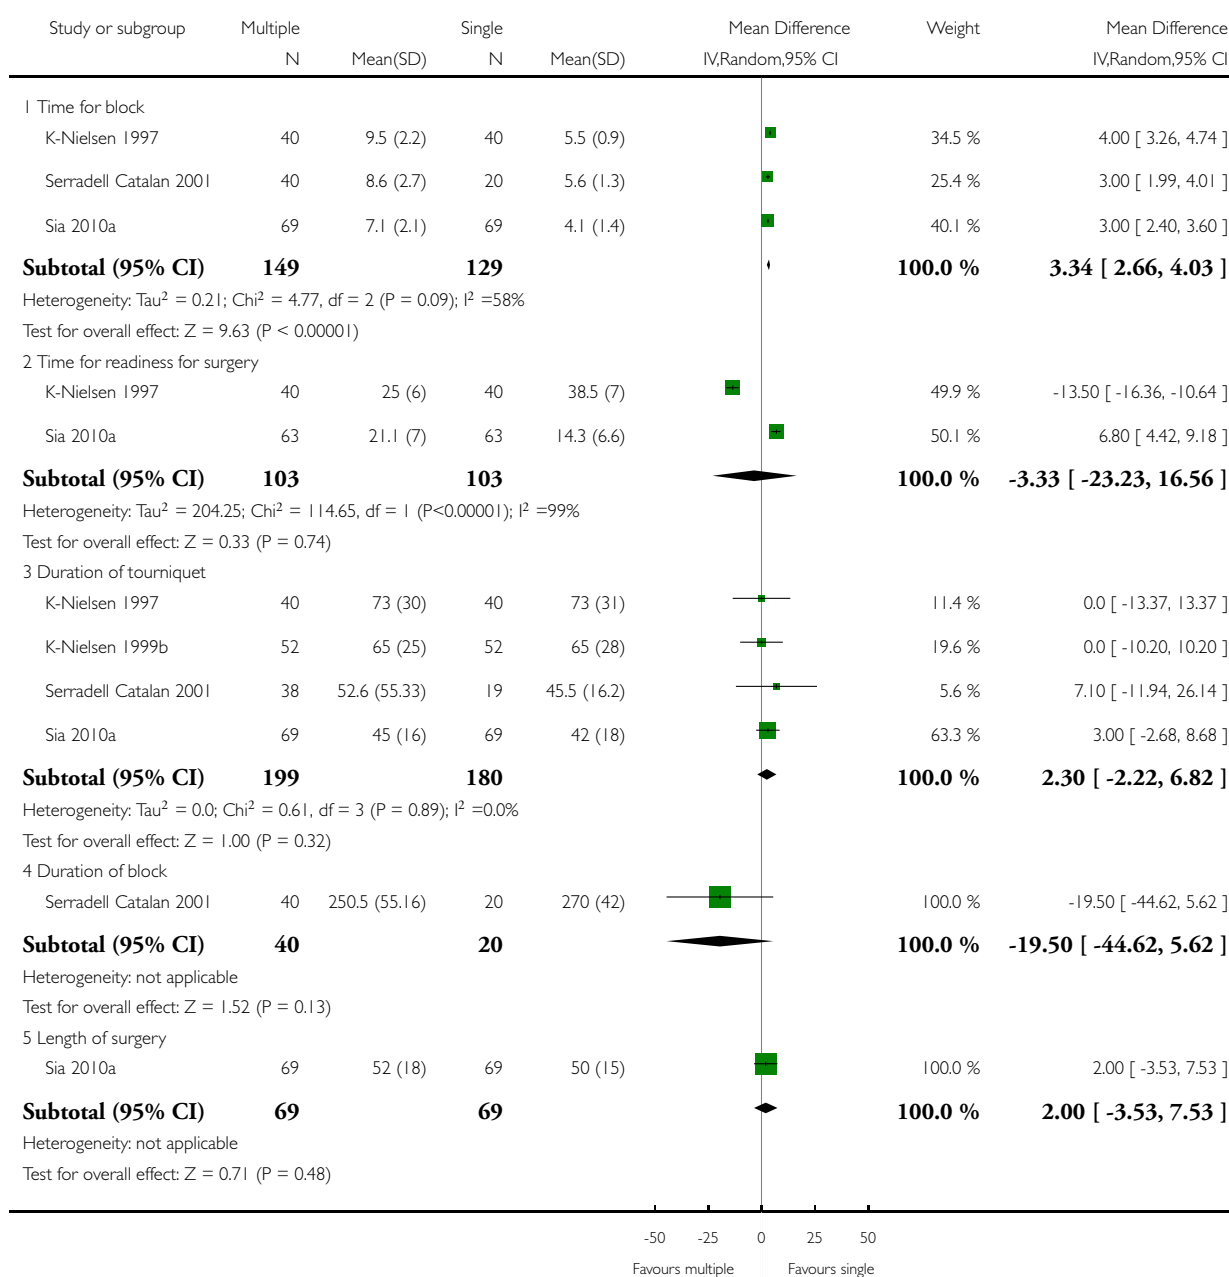 Study or subgroup Multiple Single Mean Difference Weight Mean Difference
N Mean(SD) N Mean(SD) IV,Random,95% CI IV,Random,95% CI
1 Time for block
K-Nielsen 1997 40 9.5 (2.2) 40 5.5 (0.9) 34.5 % 4.00 [ 3.26, 4.74 ]
Serradell Catalan 2001 40 8.6 (2.7) 20 5.6 (1.3) 25.4 % 3.00 [ 1.99, 4.01 ]
Sia 2010a 69 7.1 (2.1) 69 4.1 (1.4) 40.1 % 3.00 [ 2.40, 3.60 ]
Subtotal (95% CI) 149 129 100.0 % 3.34 [ 2.66, 4.03 ]
Heterogeneity: Tau² = 0.21; Chi² = 4.77, df = 2 (P = 0.09); I² =58%
Test for overall effect: Z = 9.63 (P < 0.00001)
2 Time for readiness for surgery
K-Nielsen 1997 40 25 (6) 40 38.5 (7) 49.9 % -13.50 [ -16.36, -10.64 ]
Sia 2010a 63 21.1 (7) 63 14.3 (6.6) 50.1 % 6.80 [ 4.42, 9.18 ]
Subtotal (95% CI) 103 103 100.0 % -3.33 [ -23.23, 16.56 ]
Heterogeneity: Tau² = 204.25; Chi² = 114.65, df = 1 (P<0.00001); I² =99%
Test for overall effect: Z = 0.33 (P = 0.74)
3 Duration of tourniquet
K-Nielsen 1997 40 73 (30) 40 73 (31) 11.4 % 0.0 [ -13.37, 13.37 ]
K-Nielsen 1999b 52 65 (25) 52 65 (28) 19.6 % 0.0 [ -10.20, 10.20 ]
Serradell Catalan 2001 38 52.6 (55.33) 19 45.5 (16.2) 5.6 % 7.10 [ -11.94, 26.14 ]
Sia 2010a 69 45 (16) 69 42 (18) 63.3 % 3.00 [ -2.68, 8.68 ]
Subtotal (95% CI) 199 180 100.0 % 2.30 [ -2.22, 6.82 ]
Heterogeneity: Tau² = 0.0; Chi² = 0.61, df = 3 (P = 0.89); I² =0.0%
Test for overall effect: Z = 1.00 (P = 0.32)
4 Duration of block
Serradell Catalan 2001 40 250.5 (55.16) 20 270 (42) 100.0 % -19.50 [ -44.62, 5.62 ]
Subtotal (95% CI) 40 20 100.0 % -19.50 [ -44.62, 5.62 ]
Heterogeneity: not applicable
Test for overall effect: Z = 1.52 (P = 0.13)
5 Length of surgery
Sia 2010a 69 52 (18) 69 50 (15) 100.0 % 2.00 [ -3.53, 7.53 ]
Subtotal (95% CI) 69 69 100.0 % 2.00 [ -3.53, 7.53 ]
Heterogeneity: not applicable
Test for overall effect: Z = 0.71 (P = 0.48)
-50 -25 0 25 50
Favours multiple Favours single